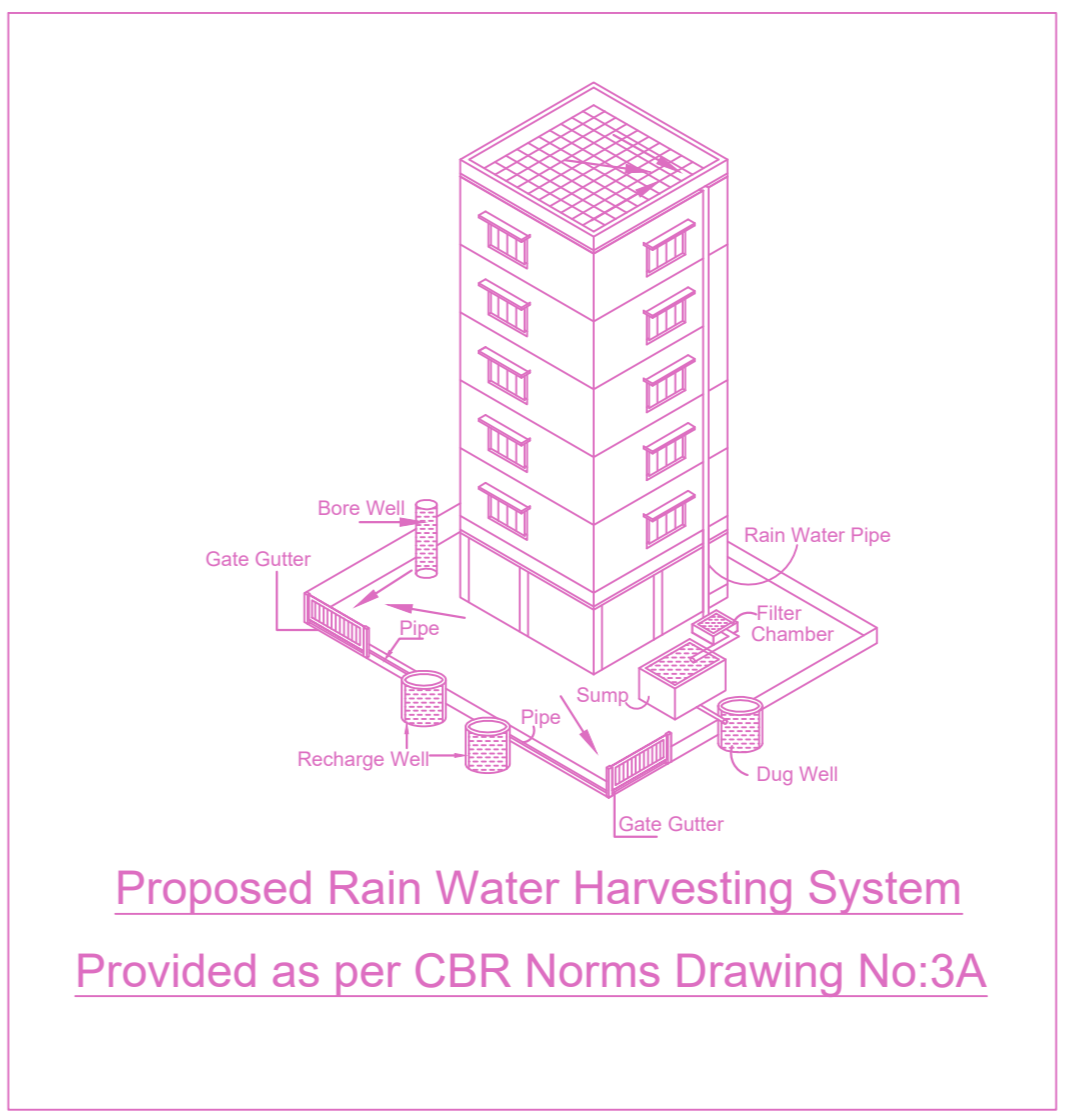 Bore Well
Gate Gutter
Rain Water Pipe
Filter
Chamber
Pipe
Sump
Pipe
Recharge Well
Dug Well
Gate Gutter
Proposed Rain Water Harvesting System
Provided as per CBR Norms Drawing No:3A